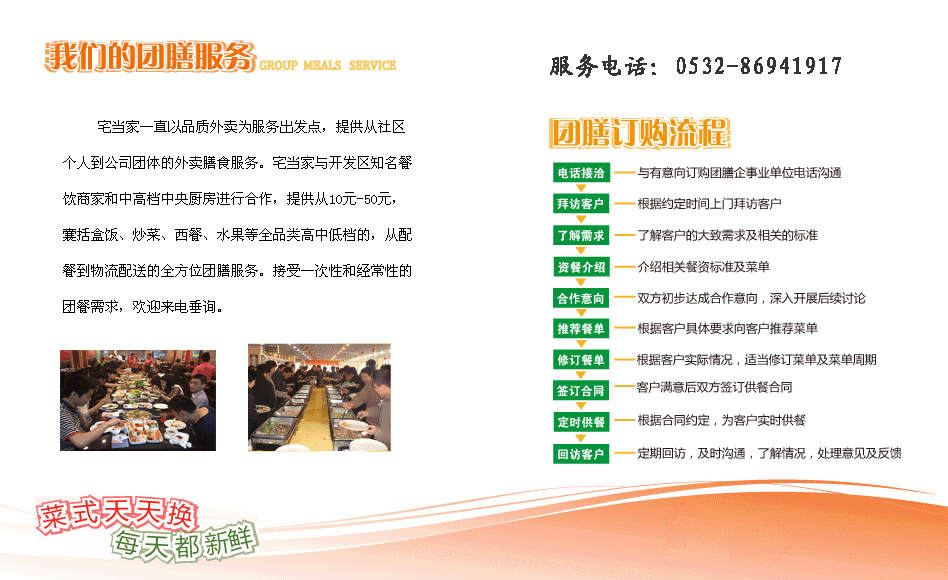 我们的团膳服务 GROUP MEALS SERVICE
宅当家一直以品质外卖为服务出发点，提供从社区
个人到公司团体的外卖膳食服务。宅当家与开发区知名餐
饮商家和中高档中央厨房进行合作，提供从10元-50元，
囊括盒饭、炒菜、西餐、水果等全品类高中低档的，从配
餐到物流配送的全方位团膳服务。接受一次性和经常性的
团餐需求，欢迎来电垂询。
菜式天天换
每天都新鲜
服务电话：0532-86941917
团膳订购流程
电话接洽 与有意向订购团膳企事业单位电话沟通
拜访客户 根据约定时间上门拜访客户
了解需求 了解客户的大致需求及相关的标准
资餐介绍 介绍相关餐资标准及菜单
合作意向 双方初步达成合作意向，深入开展后续讨论
推荐餐单 根据客户具体要求向客户推荐菜单
修订餐单 根据客户实际情况，适当修订菜单及菜单周期
签订合同 客户满意后双方签订供餐合同
定时供餐 根据合同约定，为客户实时供餐
回访客户 定期回访，及时沟通，了解情况，处理意见及反馈